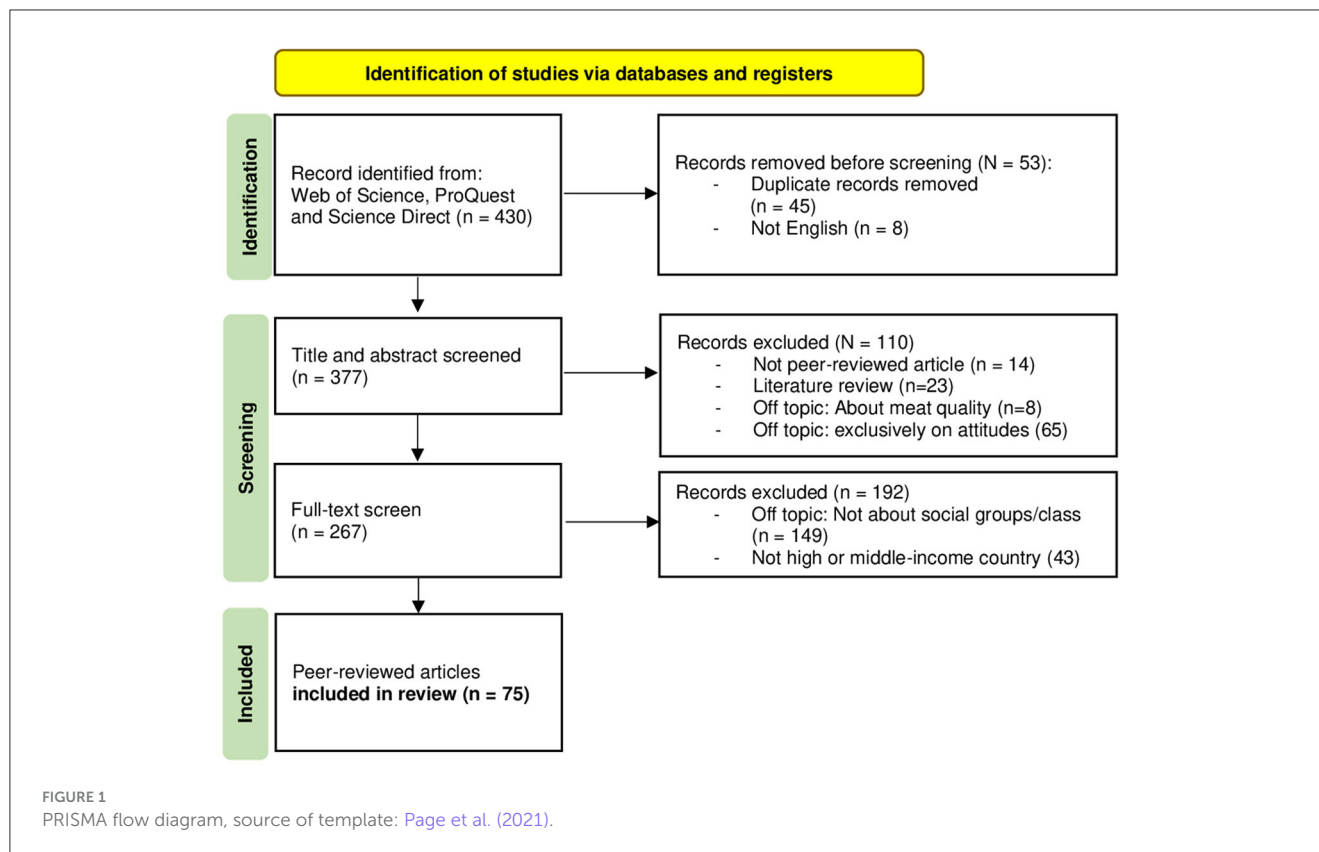 Identification of studies via databases and registers
Identification
Record identified from:
Web of Science, ProQuest
and Science Direct (n = 430)
Records removed before screening (N = 53):
- Duplicate records removed
(n = 45)
- Not English (n = 8)
Screening
Title and abstract screened
(n = 377)
Records excluded (N = 110)
- Not peer-reviewed article (n = 14)
- Literature review (n=23)
- Off topic: About meat quality (n=8)
- Off topic: exclusively on attitudes (65)
Full-text screen
(n = 267)
Records excluded (n = 192)
- Off topic: Not about social groups/class
(n = 149)
- Not high or middle-income country (43)
Included
Peer-reviewed articles
included in review (n = 75)
FIGURE 1
PRISMA flow diagram, source of template: Page et al. (2021).